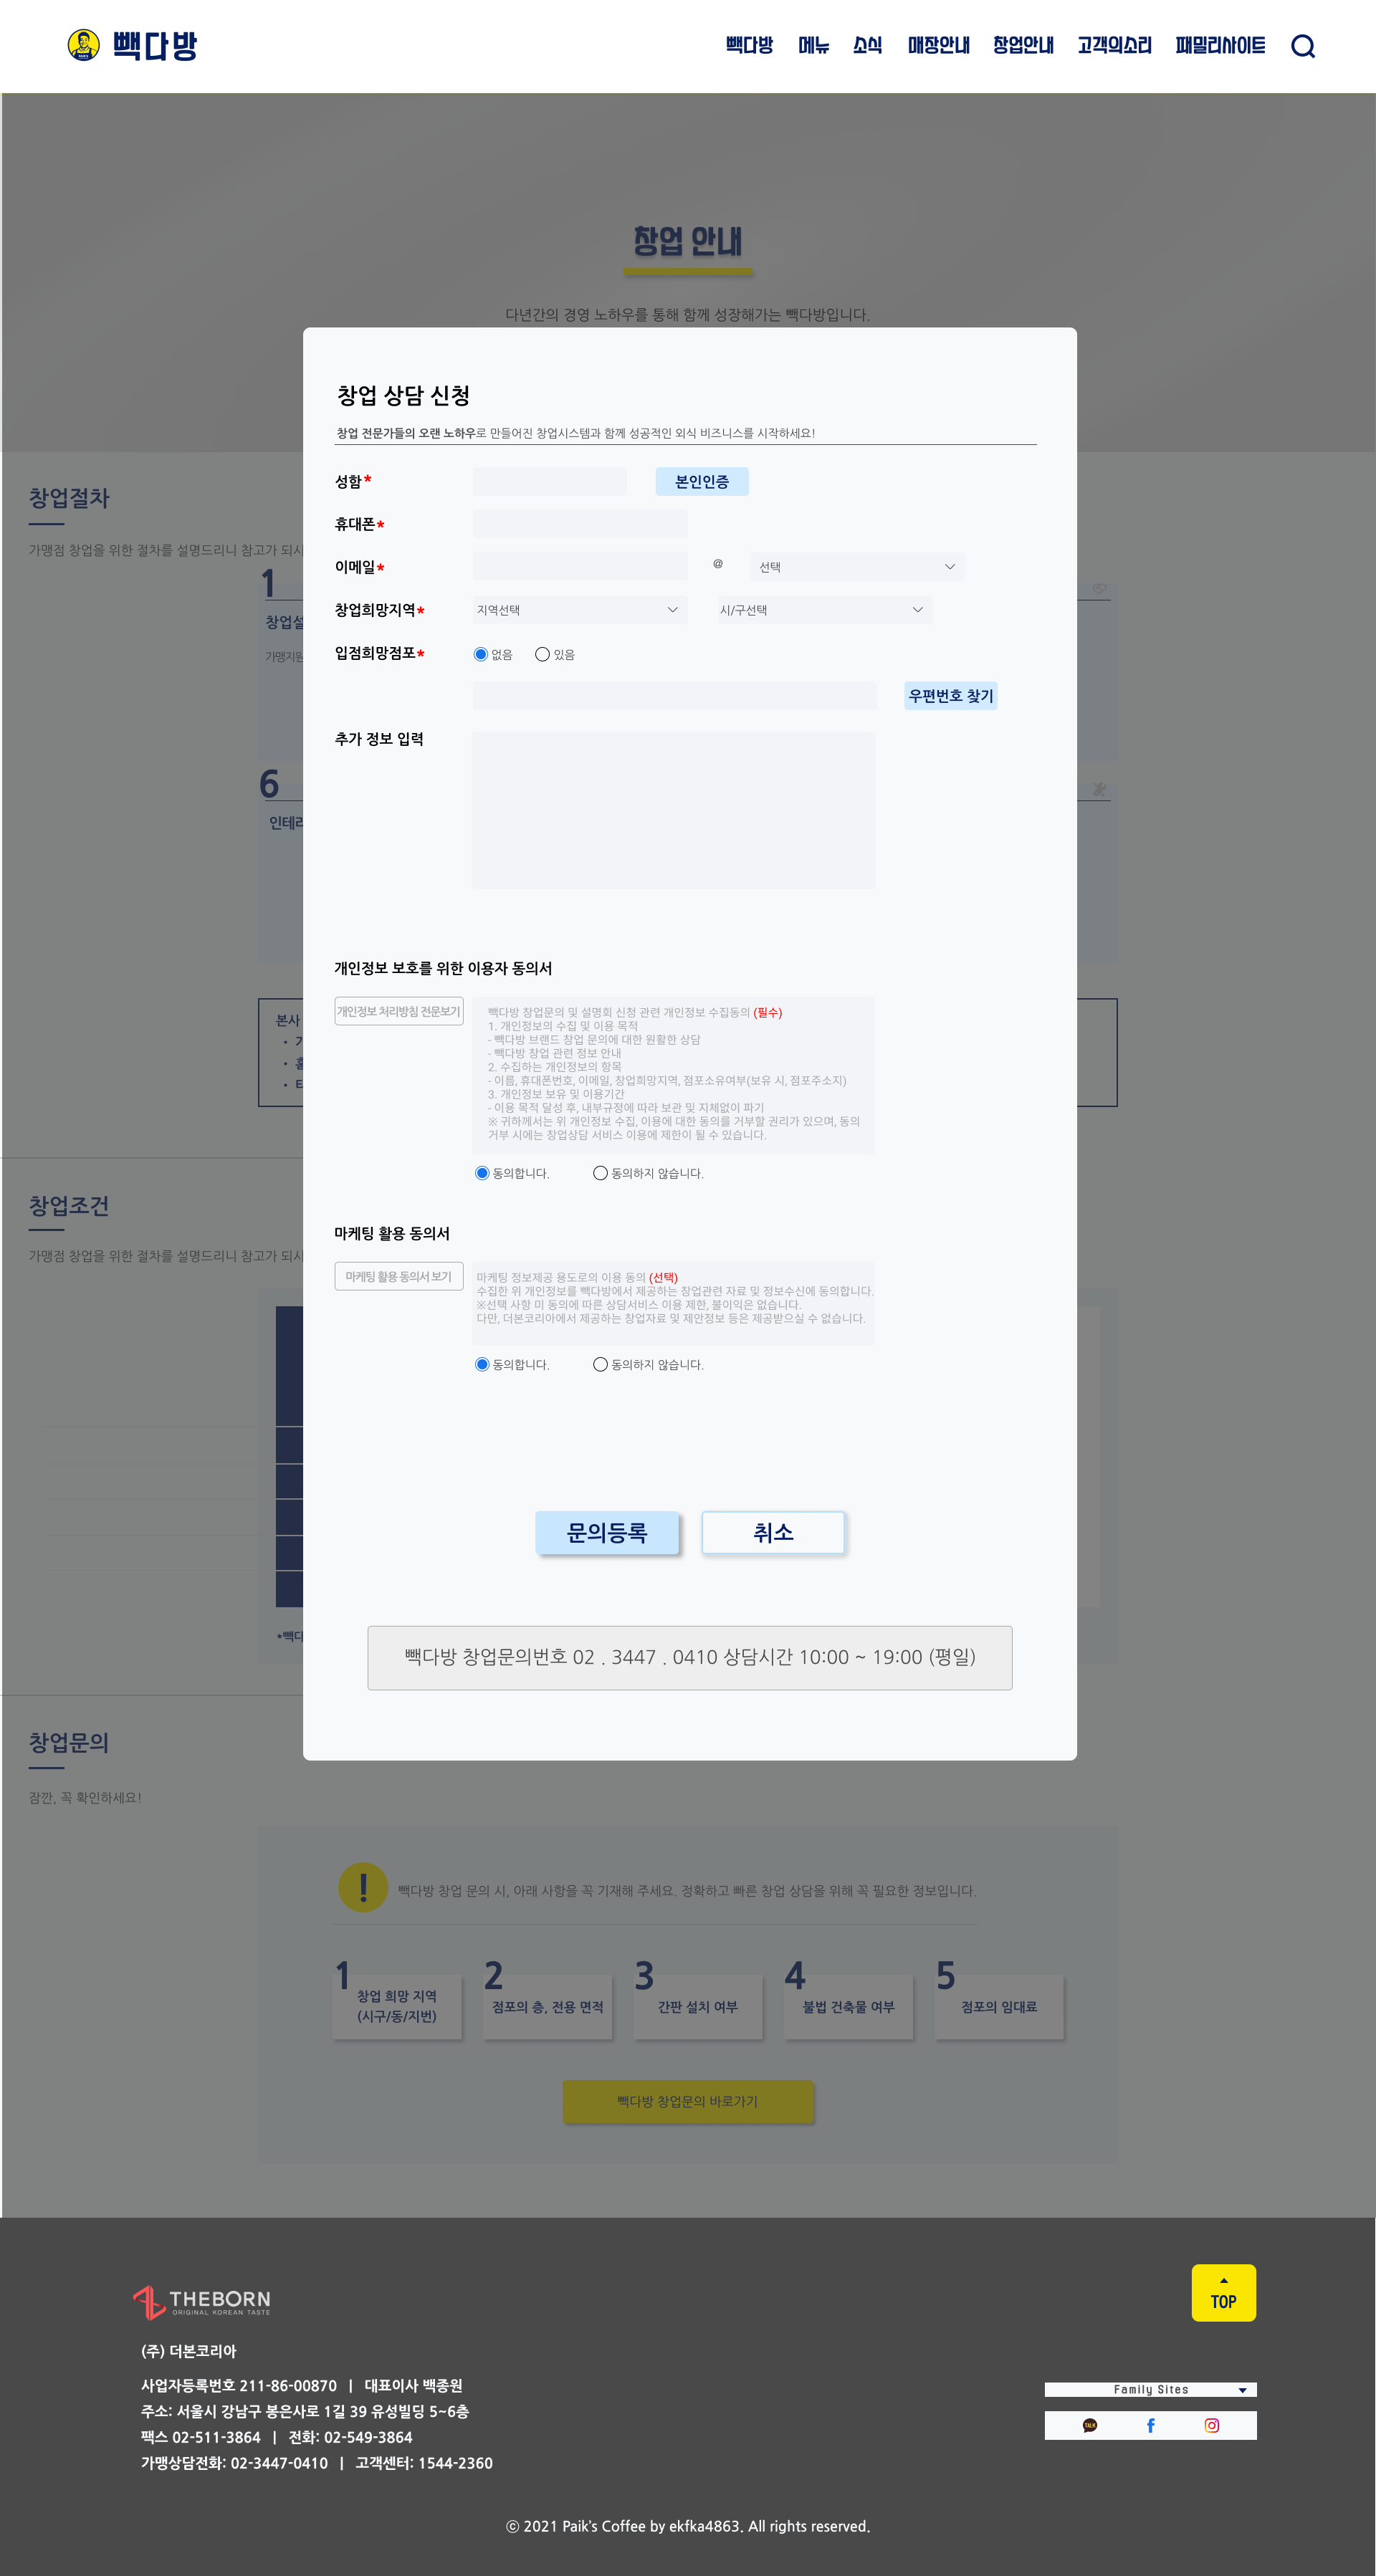 빽다방
빽다방 메뉴 소식 매장안내 창업안내 고객의소리 패밀리사이트
창업 안내
다년간의 경영 노하우를 통해 함께 성장해가는 빽다방입니다.
창업 상담 신청
창업 전문가들의 오랜 노하우로 만들어진 창업시스템과 함께 성공적인 외식 비즈니스를 시작하세요!
성함* 본인인증
휴대폰*
이메일* @ 선택
창업희망지역* 지역선택 시/구선택
입점희망점포* 없음 있음
우편번호 찾기
추가 정보 입력
개인정보 보호를 위한 이용자 동의서
개인정보 처리방침 전문보기
빽다방 창업문의 및 설명회 신청 관련 개인정보 수집동의 (필수)
1. 개인정보의 수집 및 이용 목적
- 빽다방 브랜드 창업 문의에 대한 원활한 상담
- 빽다방 창업 관련 정보 안내
2. 수집하는 개인정보의 항목
- 이름, 휴대폰번호, 이메일, 창업희망지역, 점포소유여부(보유 시, 점포주소지)
3. 개인정보 보유 및 이용기간
- 이용 목적 달성 후, 내부규정에 따라 보관 및 지체없이 파기
※ 귀하께서는 위 개인정보 수집, 이용에 대한 동의를 거부할 권리가 있으며, 동의
거부 시에는 창업상담 서비스 이용에 제한이 될 수 있습니다.
동의합니다. 동의하지 않습니다.
마케팅 활용 동의서
마케팅 활용 동의서 보기
마케팅 정보제공 용도로의 이용 동의 (선택)
수집한 위 개인정보를 빽다방에서 제공하는 창업관련 자료 및 정보수신에 동의합니다.
※선택 사항 미 동의에 따른 상담서비스 이용 제한, 불이익은 없습니다.
다만, 더본코리아에서 제공하는 창업자료 및 제안정보 등은 제공받으실 수 없습니다.
동의합니다. 동의하지 않습니다.
문의등록 취소
빽다방 창업문의번호 02 . 3447 . 0410 상담시간 10:00 ~ 19:00 (평일)
창업절차
가맹점 창업을 위한 절차를 설명드리니 참고가 되시
1
창업설
가맹지원
6
인테리
본사
창업조건
가맹점 창업을 위한 절차를 설명드리니 참고가 되시
*빽다
창업문의
잠깐, 꼭 확인하세요!
! 빽다방 창업 문의 시, 아래 사항을 꼭 기재해 주세요. 정확하고 빠른 창업 상담을 위해 꼭 필요한 정보입니다.
1 창업 희망 지역
(시구/동/지번)
2 점포의 층, 전용 면적
3 간판 설치 여부
4 불법 건축물 여부
5 점포의 임대료
빽다방 창업문의 바로가기
THEBORN
ORIGINAL KOREAN TASTE
TOP
(주) 더본코리아
사업자등록번호 211-86-00870 | 대표이사 백종원
주소: 서울시 강남구 봉은사로 1길 39 유성빌딩 5~6층
팩스 02-511-3864 | 전화: 02-549-3864
가맹상담전화: 02-3447-0410 | 고객센터: 1544-2360
Family Sites
TALK
ⓒ 2021 Paik's Coffee by ekfka4863. All rights reserved.